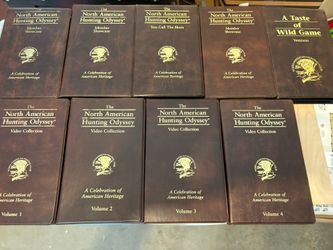 The
North American
Hunting Odyssey®
Member
Showcase
A Celebration of
American Heritage
The
North American
Hunting Odyssey®
Member
Showcase
A Celebration of
American Heritage
The
North American
Hunting Odyssey®
You Call The Shots
A Celebration of
American Heritage
The
North American
Hunting Odyssey®
Member
Showcase
A Celebration of
American Heritage
A Taste
of
Wild Game
Venison
The
North American
Hunting Odyssey®
Video Collection
A Celebration of
American Heritage
Volume 1
The
North American
Hunting Odyssey®
Video Collection
A Celebration of
American Heritage
Volume 2
The
North American
Hunting Odyssey®
Video Collection
A Celebration of
American Heritage
Volume 3
The
North American
Hunting Odyssey®
Video Collection
A Celebration of
American Heritage
Volume 4